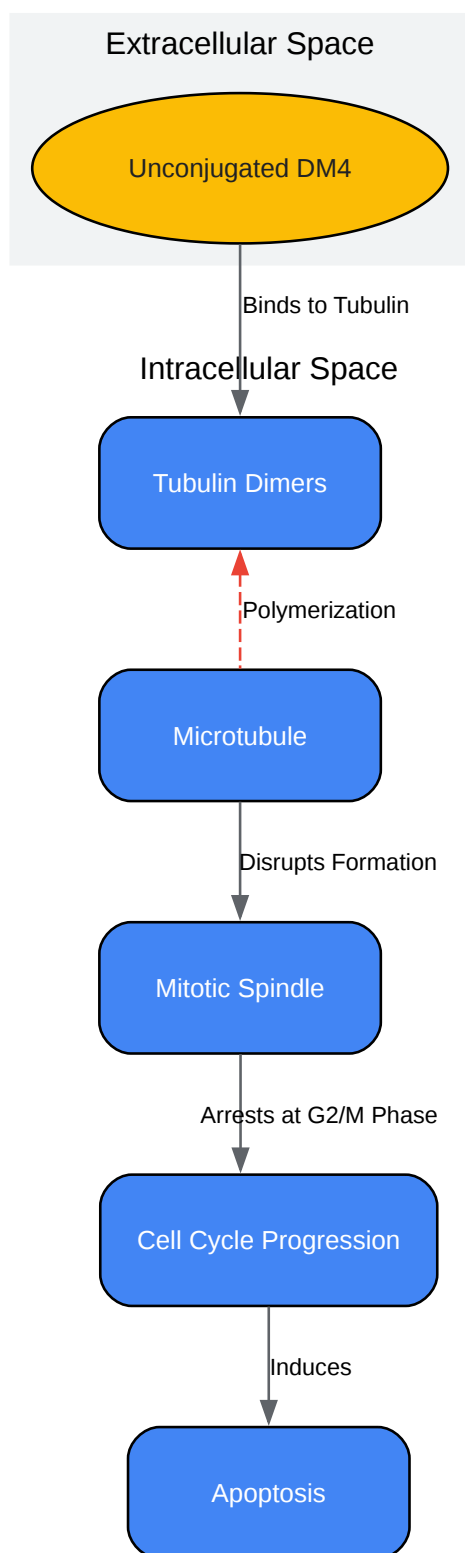 Extracellular Space
Unconjugated DM4
Binds to Tubulin
Intracellular Space
Tubulin Dimers
Polymerization
Microtubule
Disrupts Formation
Mitotic Spindle
Arrests at G2/M Phase
Cell Cycle Progression
Induces
Apoptosis